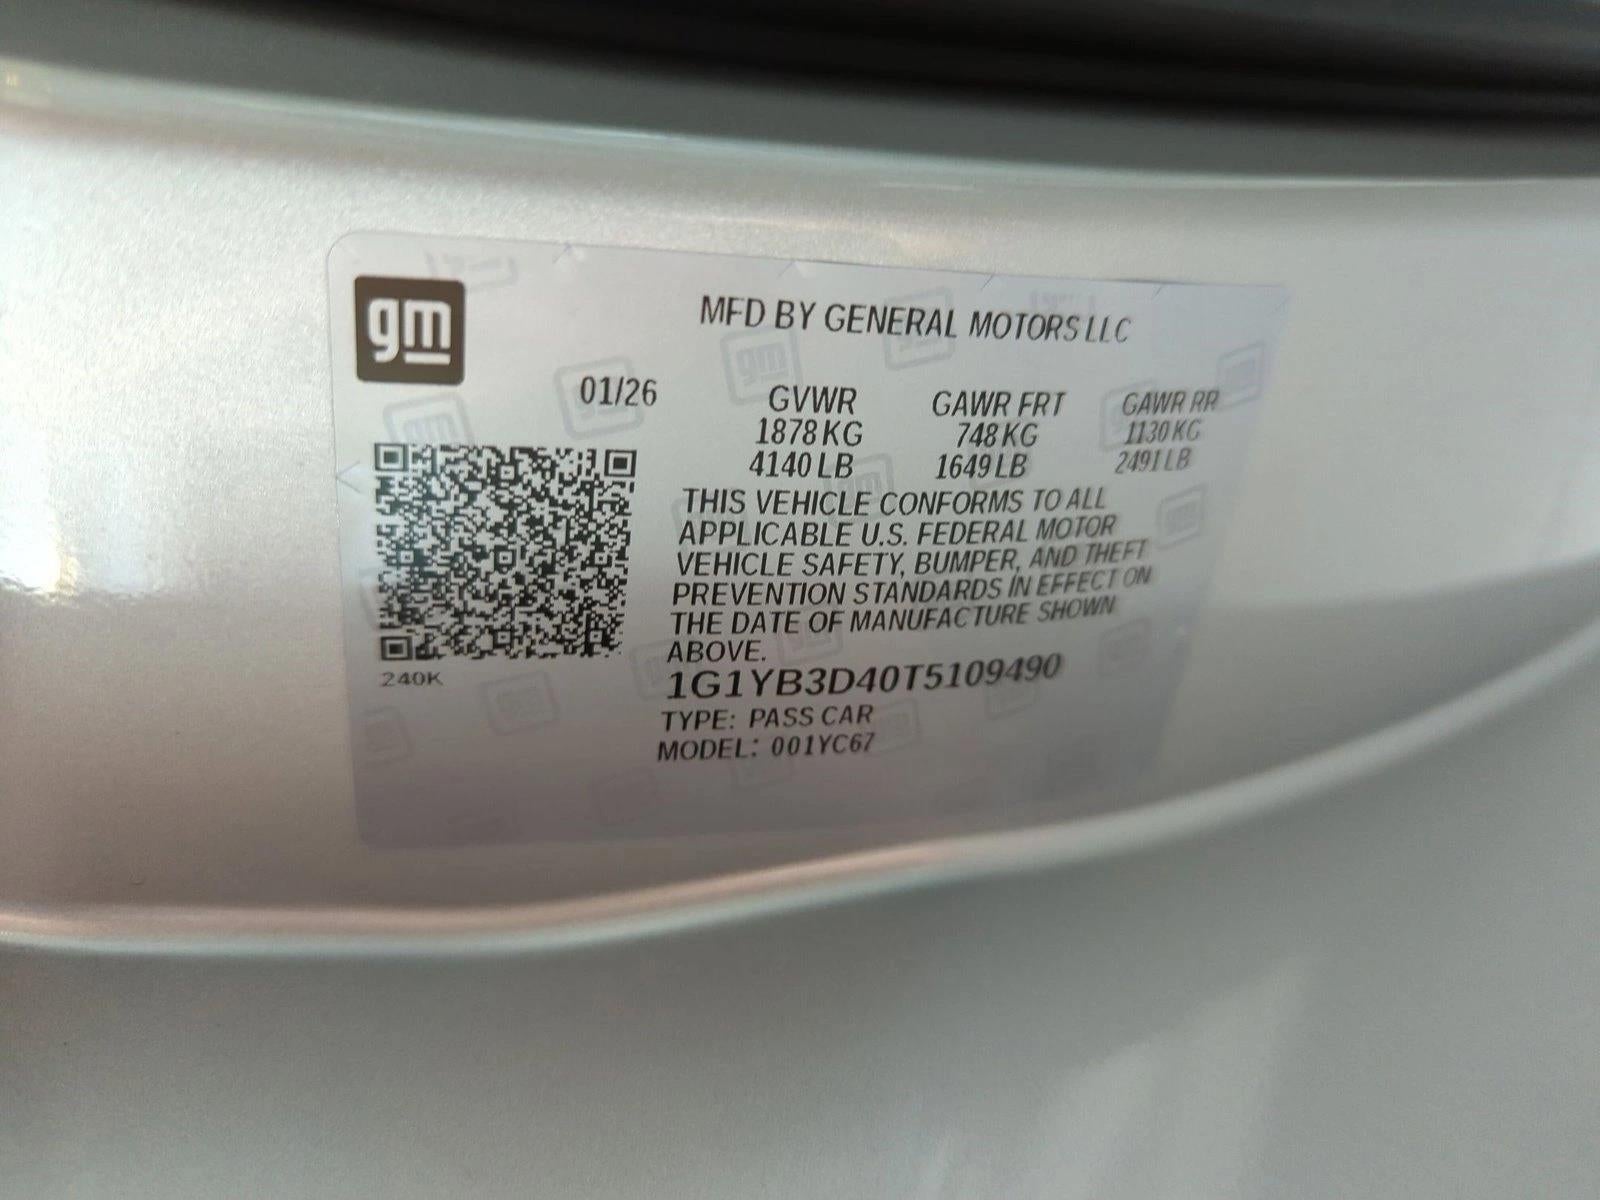 gm
MFD BY GENERAL MOTORS LLC
01/26
GVWR GAWR FRT GAWR RR
1878 KG 748 KG 1130 KG
4140 LB 1649 LB 2491 LB
THIS VEHICLE CONFORMS TO ALL
APPLICABLE U.S. FEDERAL MOTOR
VEHICLE SAFETY, BUMPER, AND THEFT
PREVENTION STANDARDS IN EFFECT ON
THE DATE OF MANUFACTURE SHOWN
ABOVE.
240K
1G1YB3D40T5109490
TYPE: PASS CAR
MODEL: 001YC67